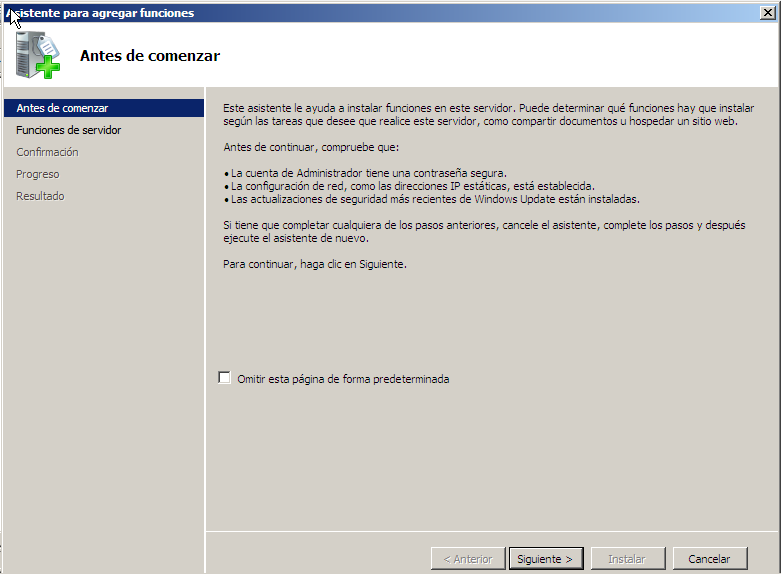 Asistente para agregar funciones
Antes de comenzar
Antes de comenzar
Funciones de servidor
Confirmación
Progreso
Resultado
Este asistente le ayuda a instalar funciones en este servidor. Puede determinar qué funciones hay que instalar
según las tareas que desee que realice este servidor, como compartir documentos u hospedar un sitio web.
Antes de continuar, compruebe que:
• La cuenta de Administrador tiene una contraseña segura.
• La configuración de red, como las direcciones IP estáticas, está establecida.
• Las actualizaciones de seguridad más recientes de Windows Update están instaladas.
Si tiene que completar cualquiera de los pasos anteriores, cancele el asistente, complete los pasos y después
ejecute el asistente de nuevo.
Para continuar, haga clic en Siguiente.
Omitir esta página de forma predeterminada
< Anterior
Siguiente >
Instalar
Cancelar